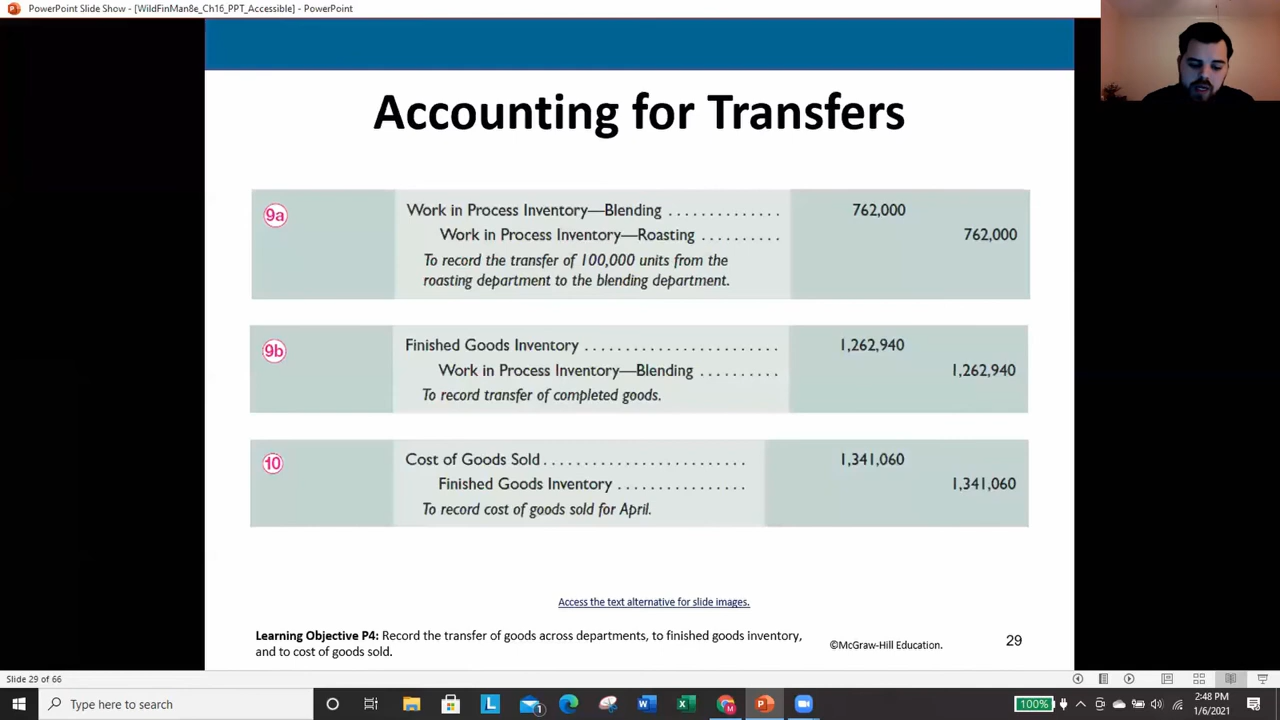 PowerPoint Slide Show - [WildFinMan8e_Ch16_PPT_Accessible] - PowerPoint
Accounting for Transfers
9a
Work in Process Inventory—Blending . . . . . . . . . . . . . . 762,000
Work in Process Inventory—Roasting . . . . . . . . . . 762,000
To record the transfer of 100,000 units from the
roasting department to the blending department.
9b
Finished Goods Inventory . . . . . . . . . . . . . . . . . . . . . . . . 1,262,940
Work in Process Inventory—Blending . . . . . . . . . . 1,262,940
To record transfer of completed goods.
10
Cost of Goods Sold . . . . . . . . . . . . . . . . . . . . . . . . . 1,341,060
Finished Goods Inventory . . . . . . . . . . . . . . . . 1,341,060
To record cost of goods sold for April.
Access the text alternative for slide images.
Learning Objective P4: Record the transfer of goods across departments, to finished goods inventory,
and to cost of goods sold.
©McGraw-Hill Education.
29
Slide 29 of 66
Type here to search
100%
2:48 PM
1/6/2021